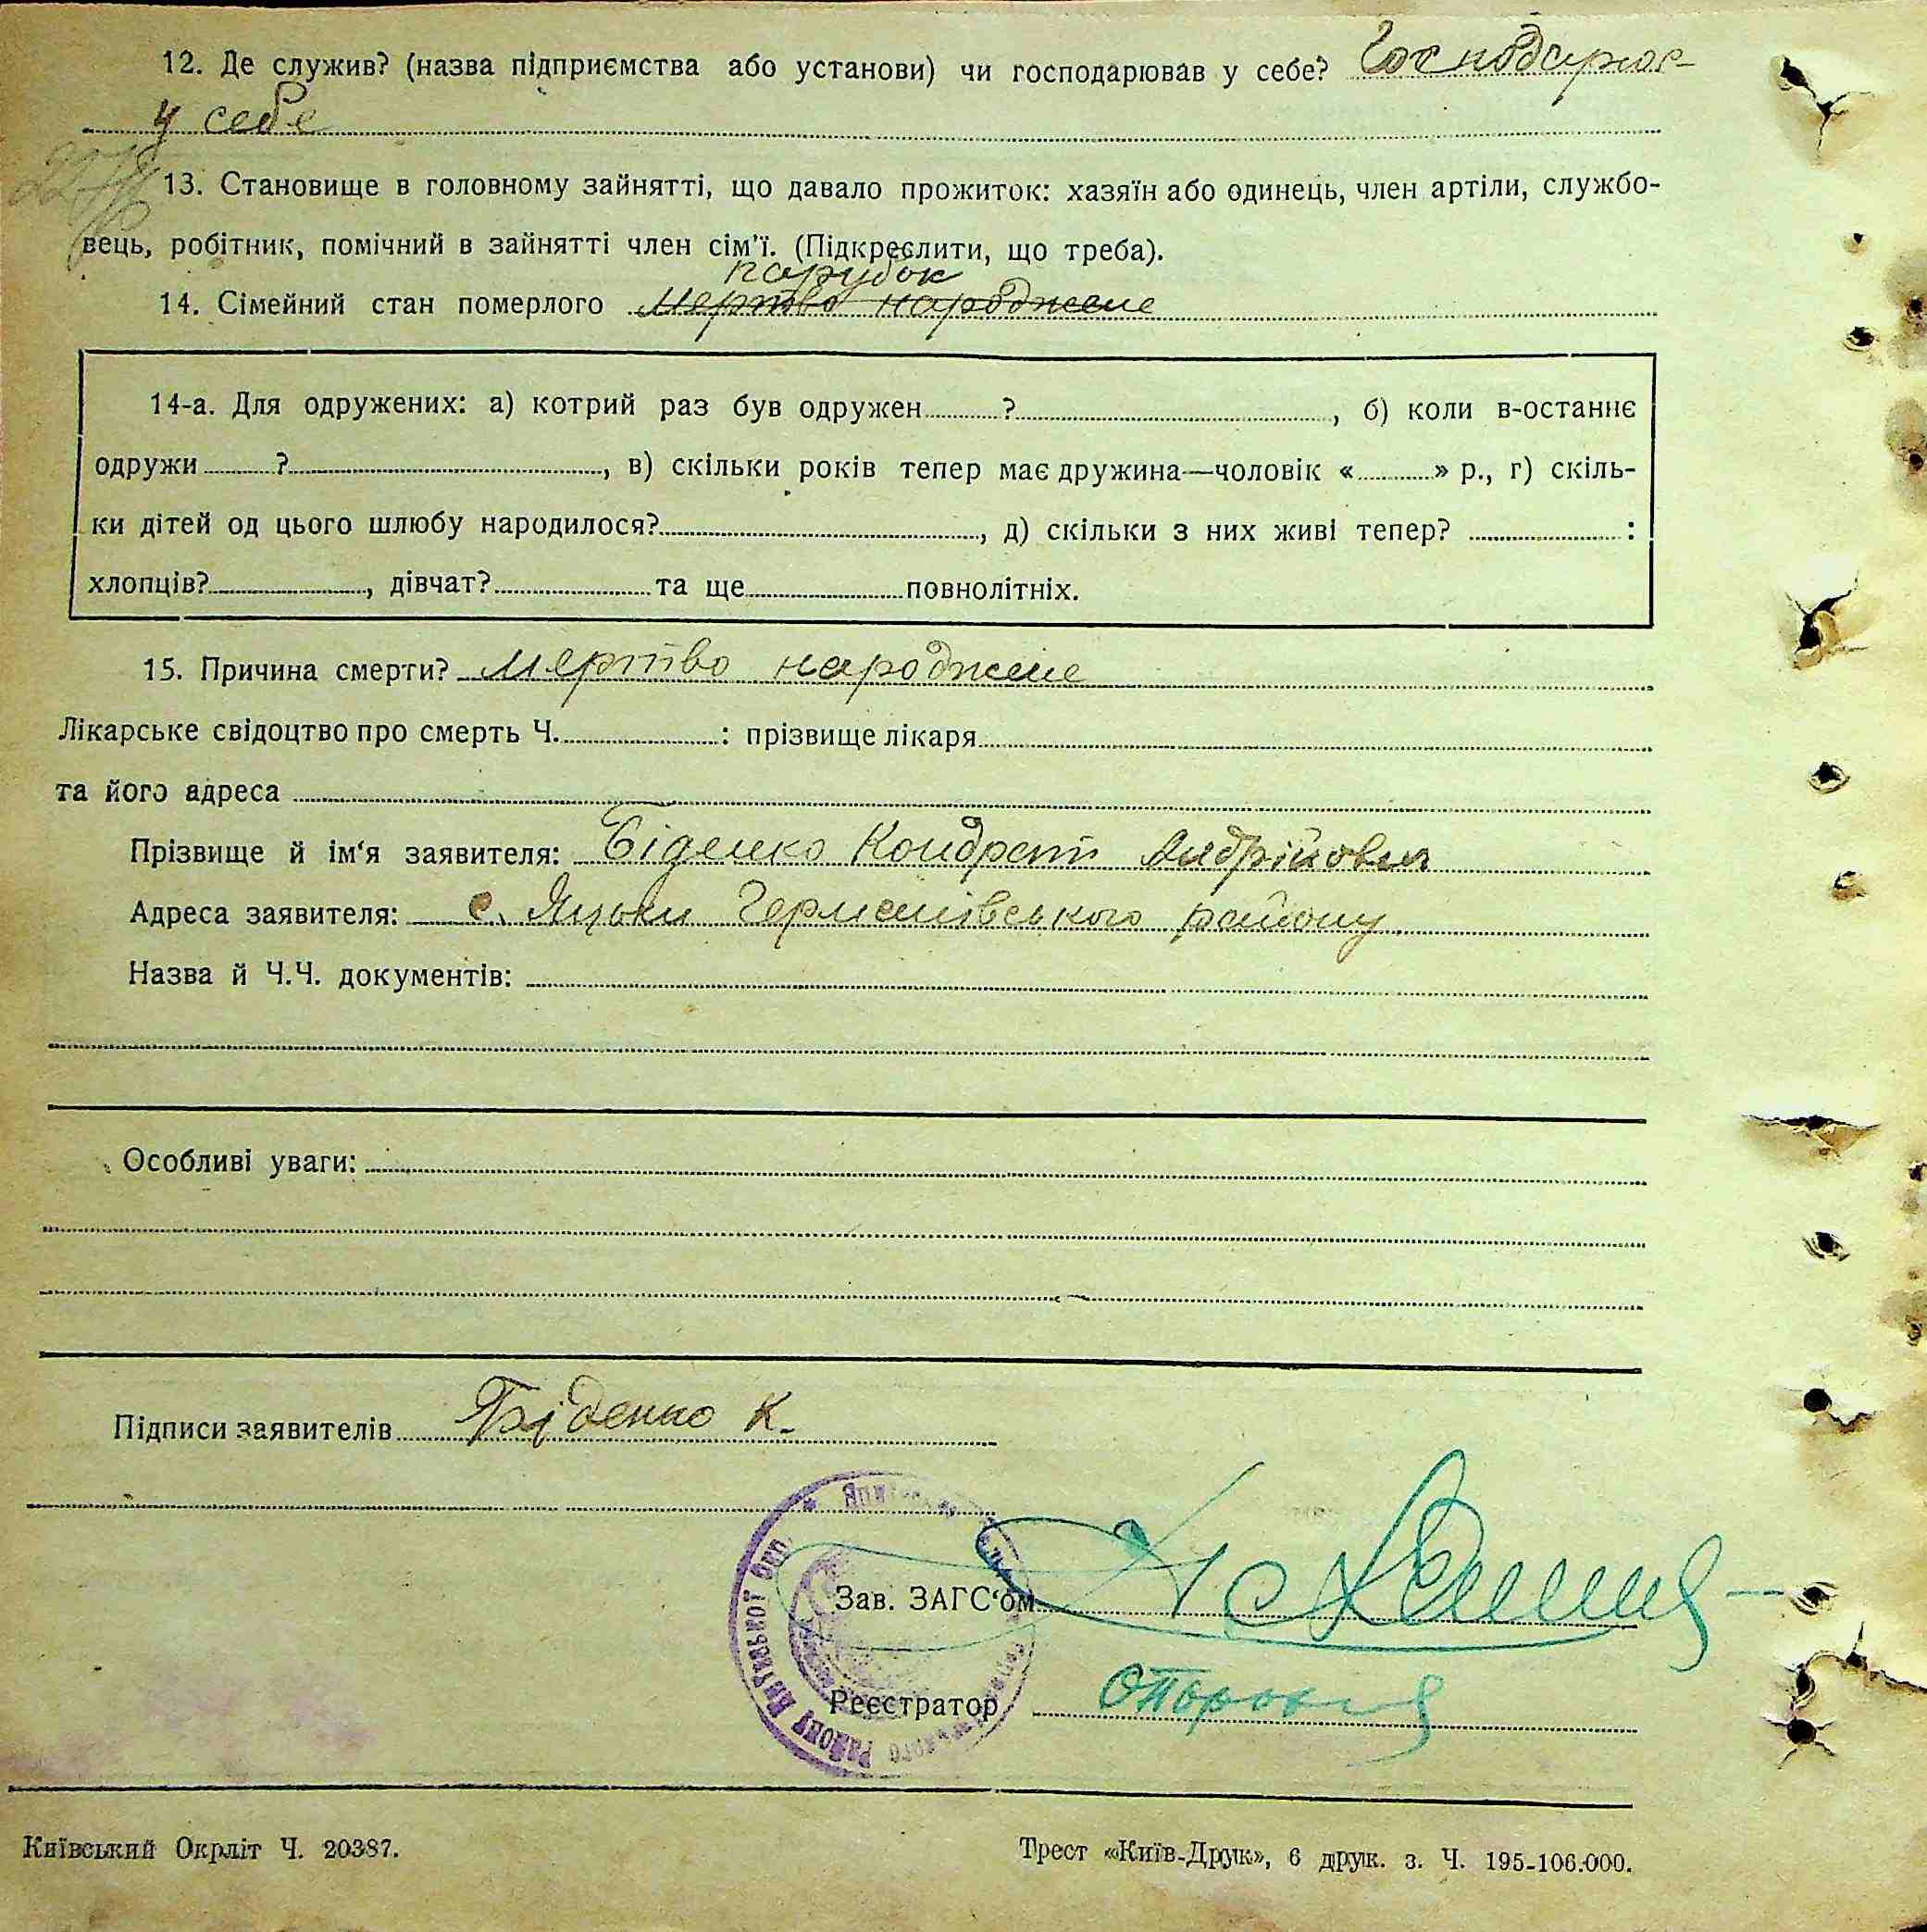 12. Де служив? (назва підприємства або установи) чи господарював у себе? Господарює
у себе
13. Становище в головному зайнятті, що давало прожиток: хазяїн або одинець, член артіли, службо-
вець, робітник, помічний в зайнятті член сім'ї. (Підкреслити, що треба).
парубок
14. Сімейний стан померлого мертво народжене
14-а. Для одружених: а) котрий раз був одружен ? , б) коли в-останнє
одружи ? , в) скільки років тепер має дружина—чоловік « » р., г) скіль-
ки дітей од цього шлюбу народилося? , д) скільки з них живі тепер? :
хлопців? , дівчат? та ще повнолітніх.
15. Причина смерти? мертво народжене
Лікарське свідоцтво про смерть Ч. : прізвище лікаря
та його адреса
Прізвище й ім'я заявителя: Біденко Кондрат Андрійович
Адреса заявителя: с. Яцьки Германівського району
Назва й Ч.Ч. документів:
Особливі уваги:
Підписи заявителів Біденко К.
Зав. ЗАГС'ом
Реєстратор
Київський Окрліт Ч. 20387.
Трест «Київ-Друк», 6 друк. з. Ч. 195-106.000.